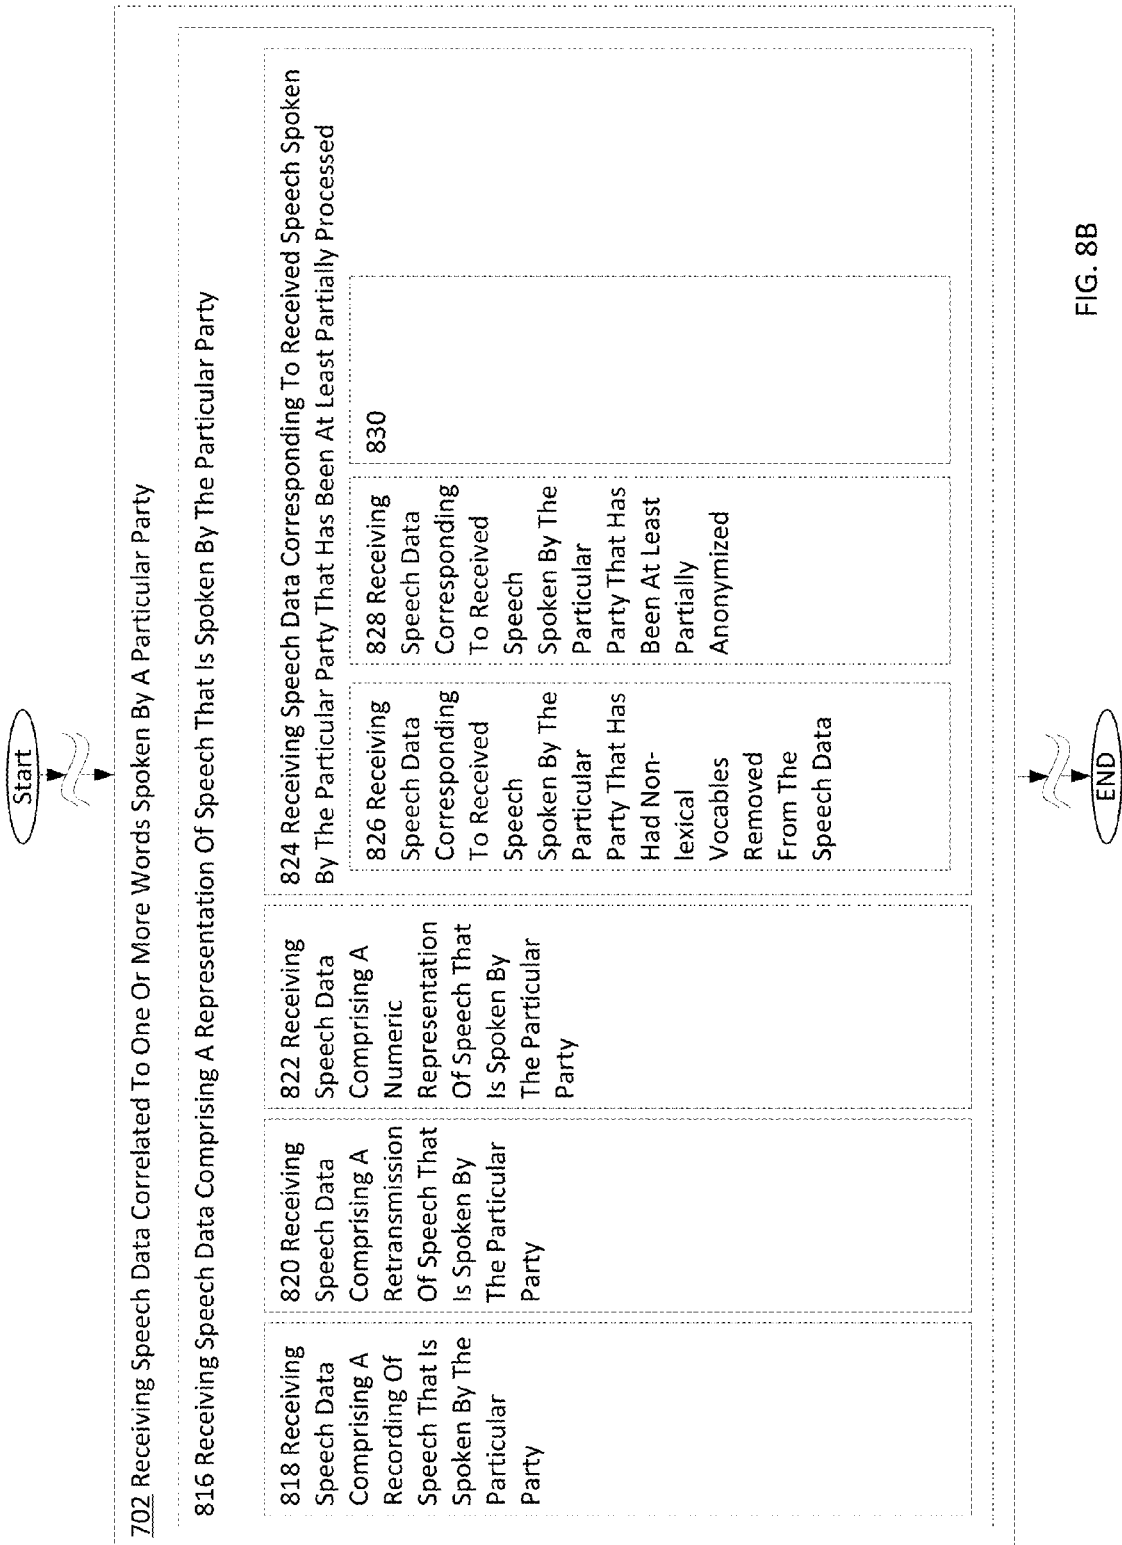 Start
702 Receiving Speech Data Correlated To One Or More Words Spoken By A Particular Party
816 Receiving Speech Data Comprising A Representation Of Speech That Is Spoken By The Particular Party
818 Receiving
Speech Data
Comprising A
Recording Of
Speech That Is
Spoken By The
Particular
Party
820 Receiving
Speech Data
Comprising A
Retransmission
Of Speech That
Is Spoken By
The Particular
Party
822 Receiving
Speech Data
Comprising A
Numeric
Representation
Of Speech That
Is Spoken By
The Particular
Party
824 Receiving Speech Data Corresponding To Received Speech Spoken
By The Particular Party That Has Been At Least Partially Processed
826 Receiving
Speech Data
Corresponding
To Received
Speech
Spoken By The
Particular
Party That Has
Had Non-
lexical
Vocables
Removed
From The
Speech Data
828 Receiving
Speech Data
Corresponding
To Received
Speech
Spoken By The
Particular
Party That Has
Been At Least
Partially
Anonymized
830
END
FIG. 8B